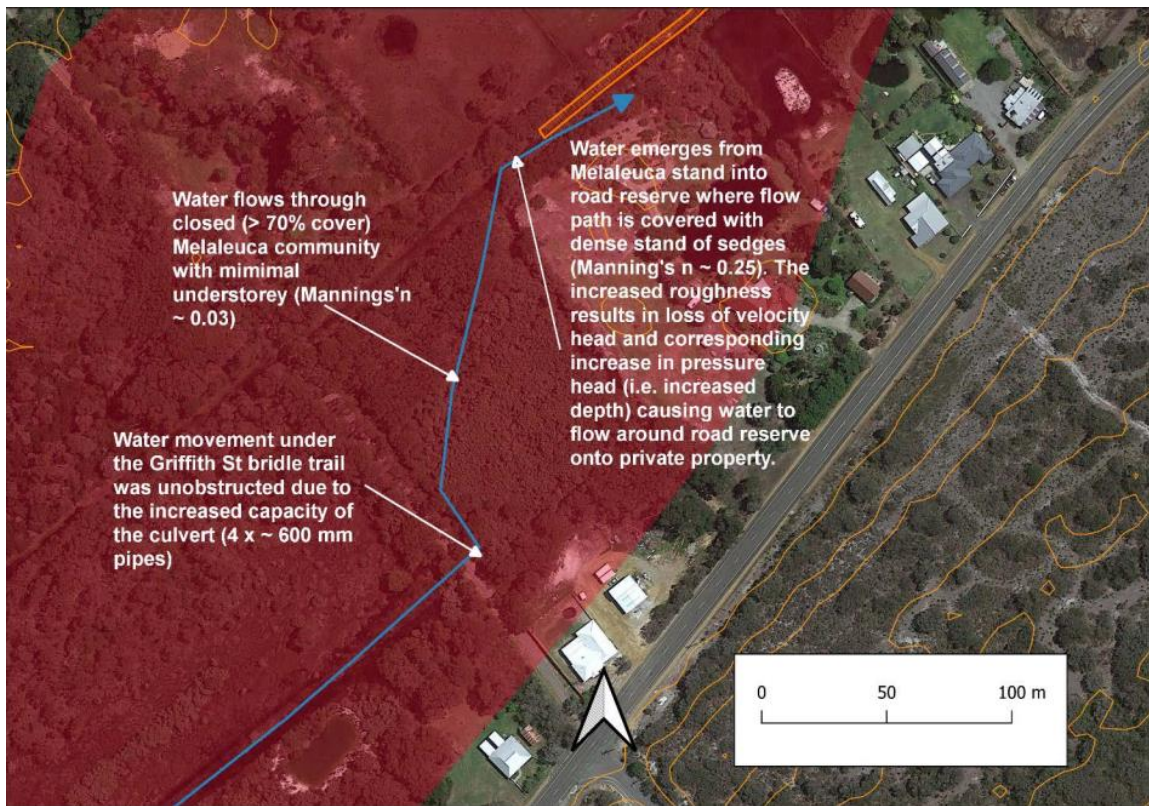 Water flows through
closed (> 70% cover)
Melaleuca community
with mimimal
understorey (Mannings'n
~ 0.03)
Water emerges from
Melaleuca stand into
road reserve where flow
path is covered with
dense stand of sedges
(Manning's n ~ 0.25). The
increased roughness
results in loss of velocity
head and corresponding
increase in pressure
head (i.e. increased
depth) causing water to
flow around road reserve
onto private property.
Water movement under
the Griffith St bridle trail
was unobstructed due to
the increased capacity of
the culvert (4 x ~ 600 mm
pipes)
0 50 100 m